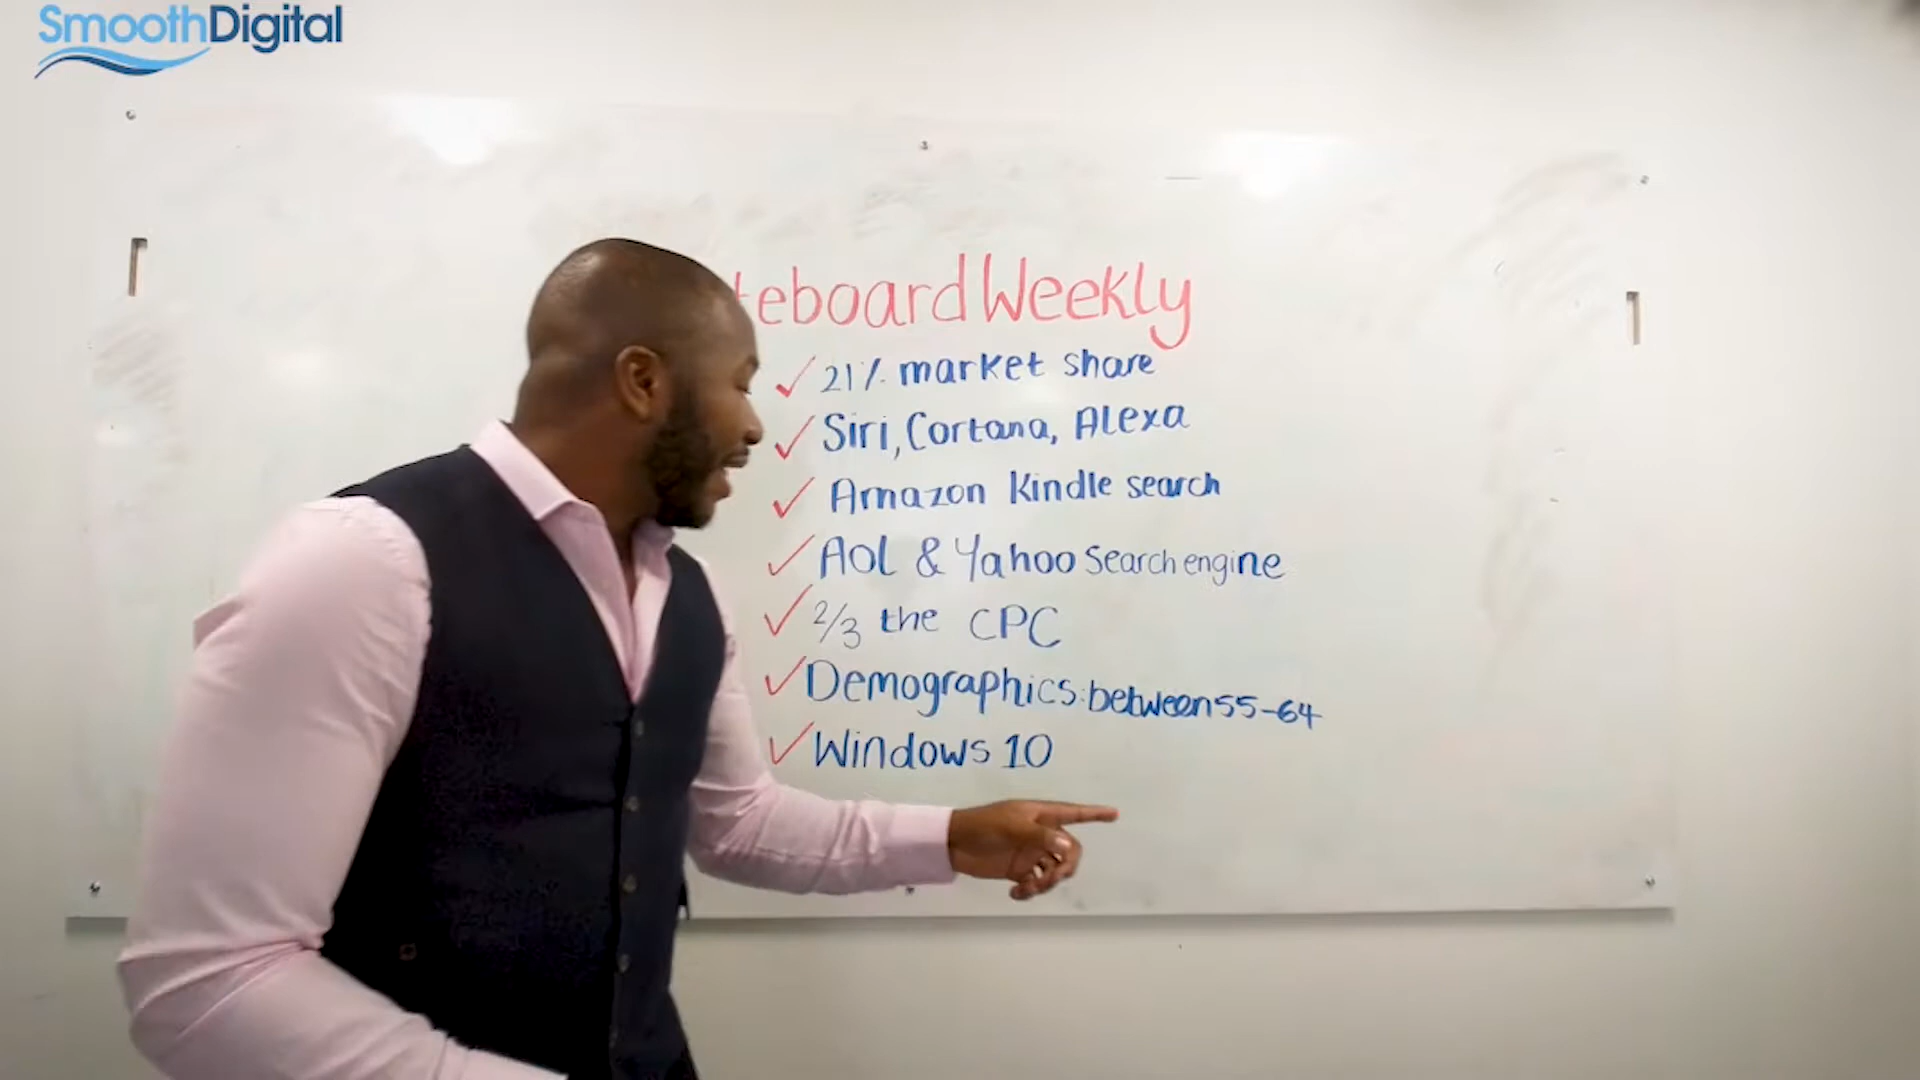 SmoothDigital
teboard Weekly
21% market share
Siri, Cortana, Alexa
Amazon Kindle search
AOL & Yahoo Search engine
2/3 the CPC
Demographics: between 55-64
Windows 10